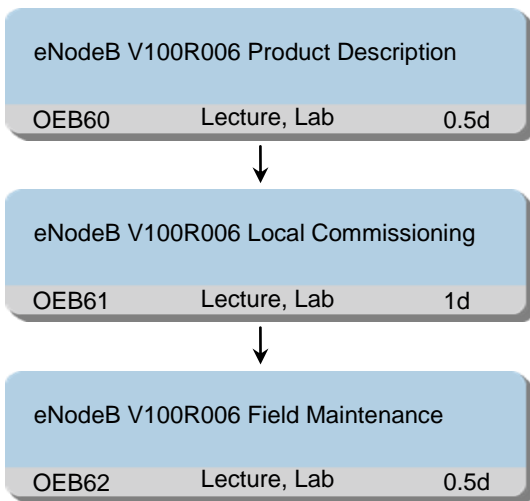 eNodeB V100R006 Product Description
OEB60 Lecture, Lab 0.5d
eNodeB V100R006 Local Commissioning
OEB61 Lecture, Lab 1d
eNodeB V100R006 Field Maintenance
OEB62 Lecture, Lab 0.5d